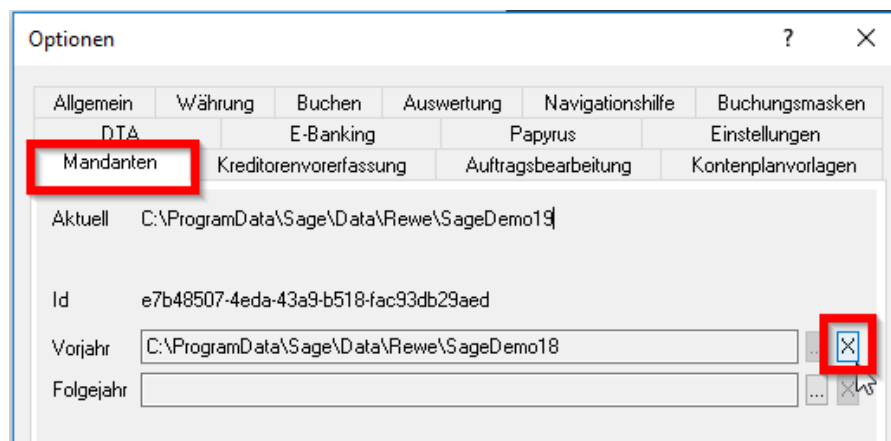 Optionen ? X
Allgemein Währung Buchen Auswertung Navigationshilfe Buchungsmasken
DTA E-Banking Papyrus Einstellungen
Mandanten Kreditorenvorerfassung Auftragsbearbeitung Kontenplanvorlagen
Aktuell C:\ProgramData\Sage\Data\Rewe\SageDemo19
Id e7b48507-4eda-43a9-b518-fac93db29aed
Vorjahr C:\ProgramData\Sage\Data\Rewe\SageDemo18 ... X
Folgejahr ... X